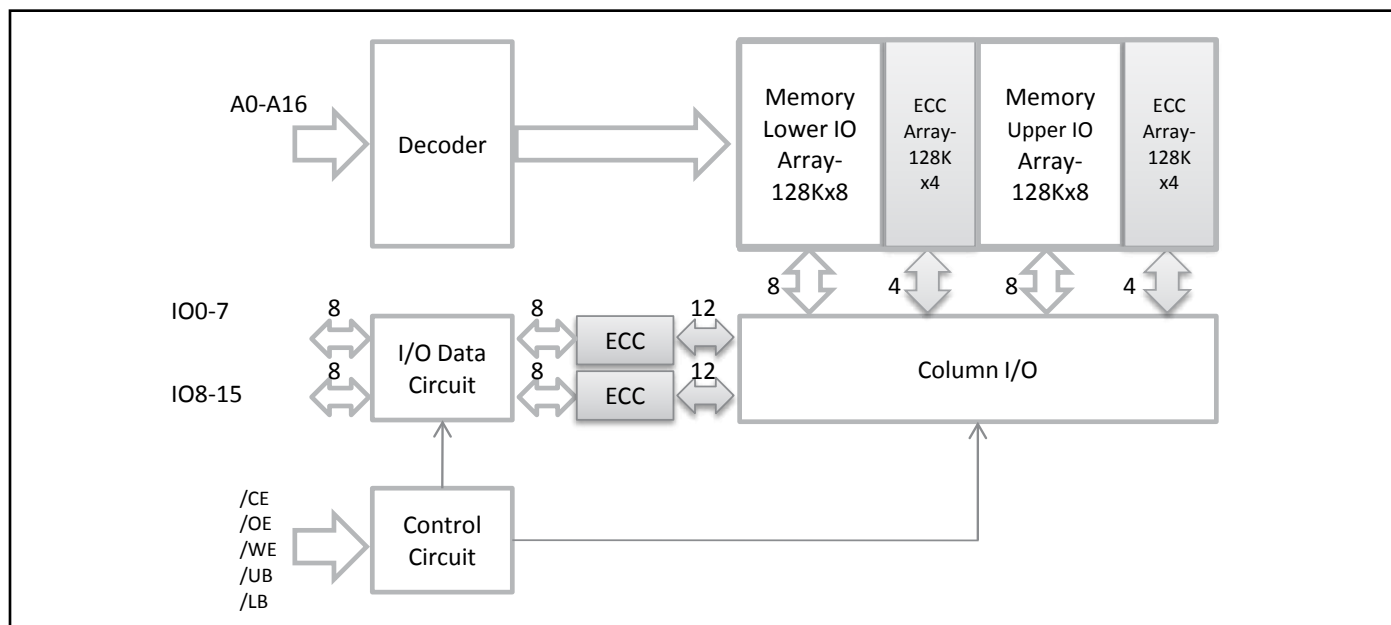 A0-A16
Decoder
Memory
Lower IO
Array-
128Kx8
ECC
Array-
128K
x4
Memory
Upper IO
Array-
128Kx8
ECC
Array-
128K
x4
8
4
8
4
IO0-7
8
8
12
IO8-15
8
8
12
I/O Data
Circuit
ECC
ECC
Column I/O
/CE
/OE
/WE
/UB
/LB
Control
Circuit